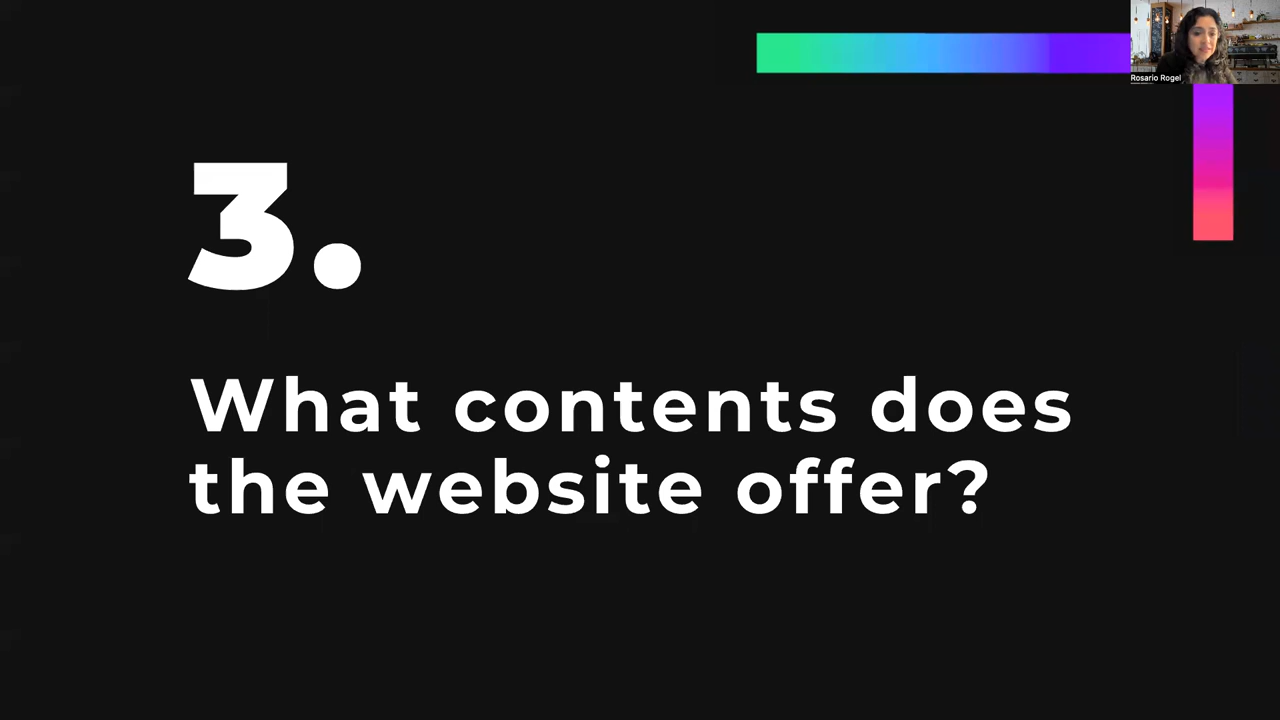 Rosario Rogel
3.
What contents does
the website offer?